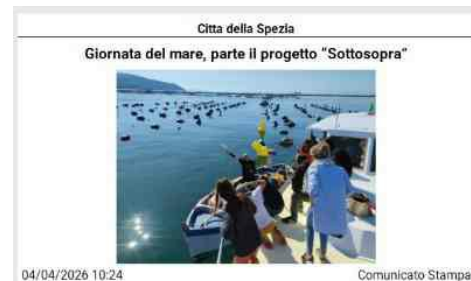 Citta della Spezia
Giornata del mare, parte il progetto "Sottosopra"
04/04/2026 10:24
Comunicato Stampa